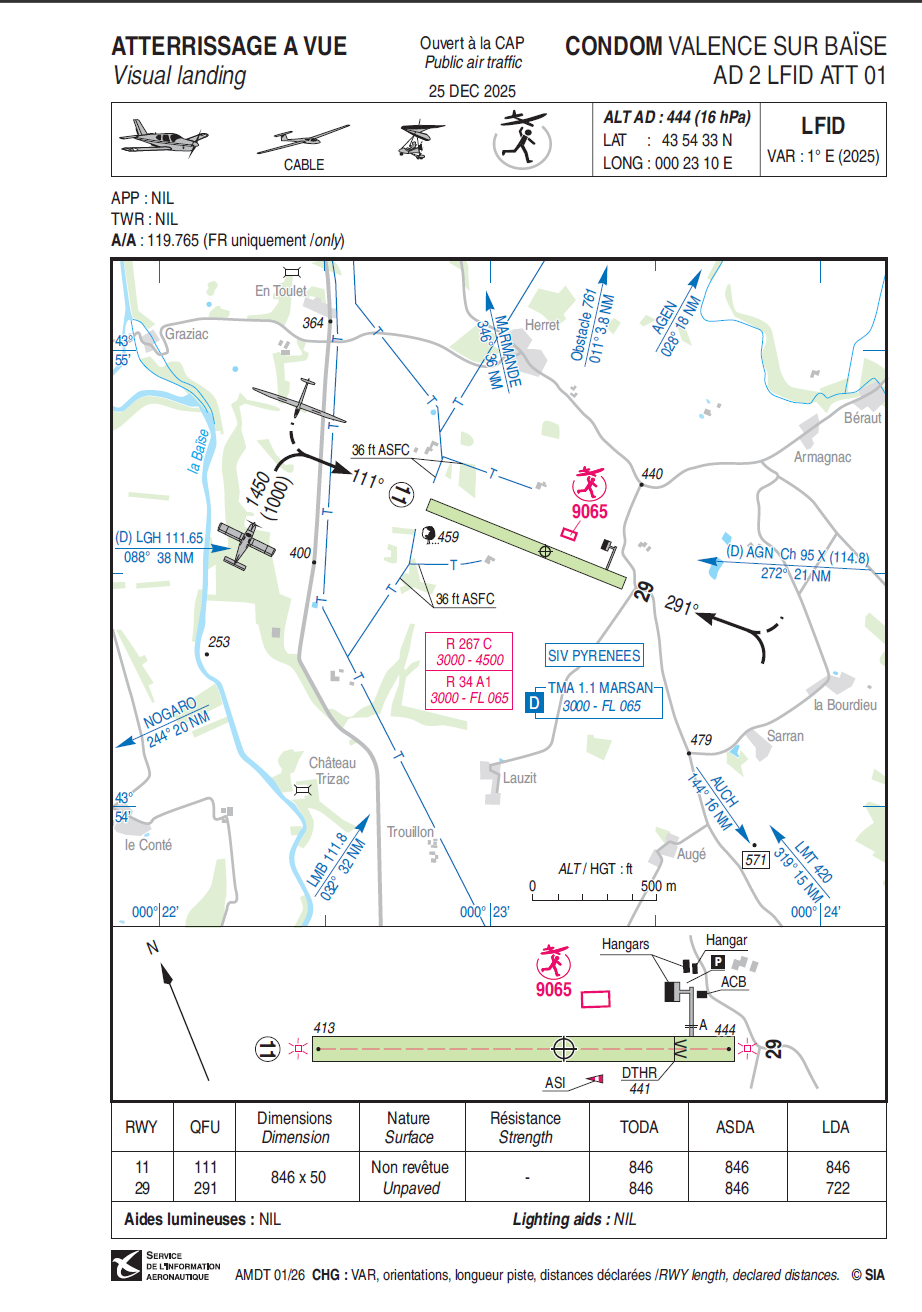 ATTERRISSAGE A VUE
Visual landing
Ouvert à la CAP
Public air traffic
25 DEC 2025
CONDOM VALENCE SUR BAÏSE
AD 2 LFID ATT 01
CABLE
ALT AD : 444 (16 hPa)
LAT : 43 54 33 N
LONG : 000 23 10 E
LFID
VAR : 1° E (2025)
APP : NIL
TWR : NIL
A/A : 119.765 (FR uniquement /only)
En Toulet
364
Graziac
43°
55'
MARMANDE
346° 36 NM
Herret
Obstacle 761
011° 3.8 NM
AGEN
028° 18 NM
Béraut
Armagnac
la Baïse
36 ft ASFC
1450
(1000)
111°
11
440
9065
459
(D) LGH 111.65
088° 38 NM
400
(D) AGN Ch 95 X (114.8)
272° 21 NM
36 ft ASFC
29
291°
253
R 267 C
3000 - 4500
R 34 A1
3000 - FL 065
SIV PYRENEES
D
TMA 1.1 MARSAN
3000 - FL 065
NOGARO
244° 20 NM
la Bourdieu
479
Sarran
Château
Trizac
Lauzit
AUCH
144° 16 NM
43°
54'
le Conté
Trouillon
LMB 111.8
032° 32 NM
Augé
571
LMT 420
319° 15 NM
ALT / HGT : ft
0
500 m
000° 22'
000° 23'
000° 24'
N
9065
Hangars
Hangar
P
ACB
A
413
444
11
29
ASI
DTHR
441
RWY
QFU
Dimensions
Dimension
Nature
Surface
Résistance
Strength
TODA
ASDA
LDA
11
29
111
291
846 x 50
Non revêtue
Unpaved
-
846
846
846
846
846
722
Aides lumineuses : NIL
Lighting aids : NIL
SERVICE
DE L'INFORMATION
AERONAUTIQUE
AMDT 01/26 CHG : VAR, orientations, longueur piste, distances déclarées /RWY length, declared distances. © SIA